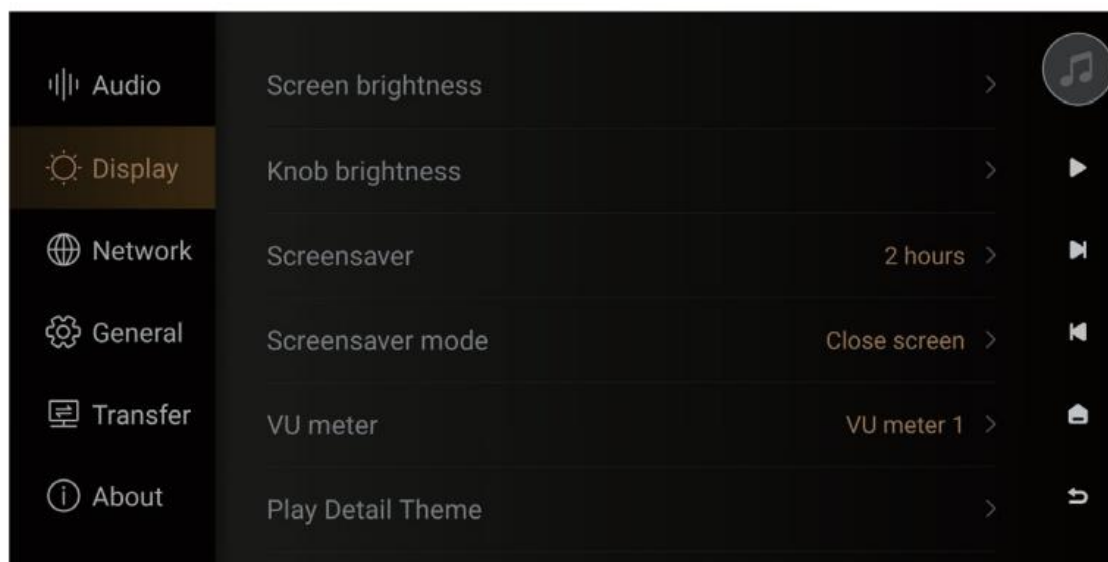 Audio
Display
Network
General
Transfer
About
Screen brightness
Knob brightness
Screensaver 2 hours
Screensaver mode Close screen
VU meter VU meter 1
Play Detail Theme